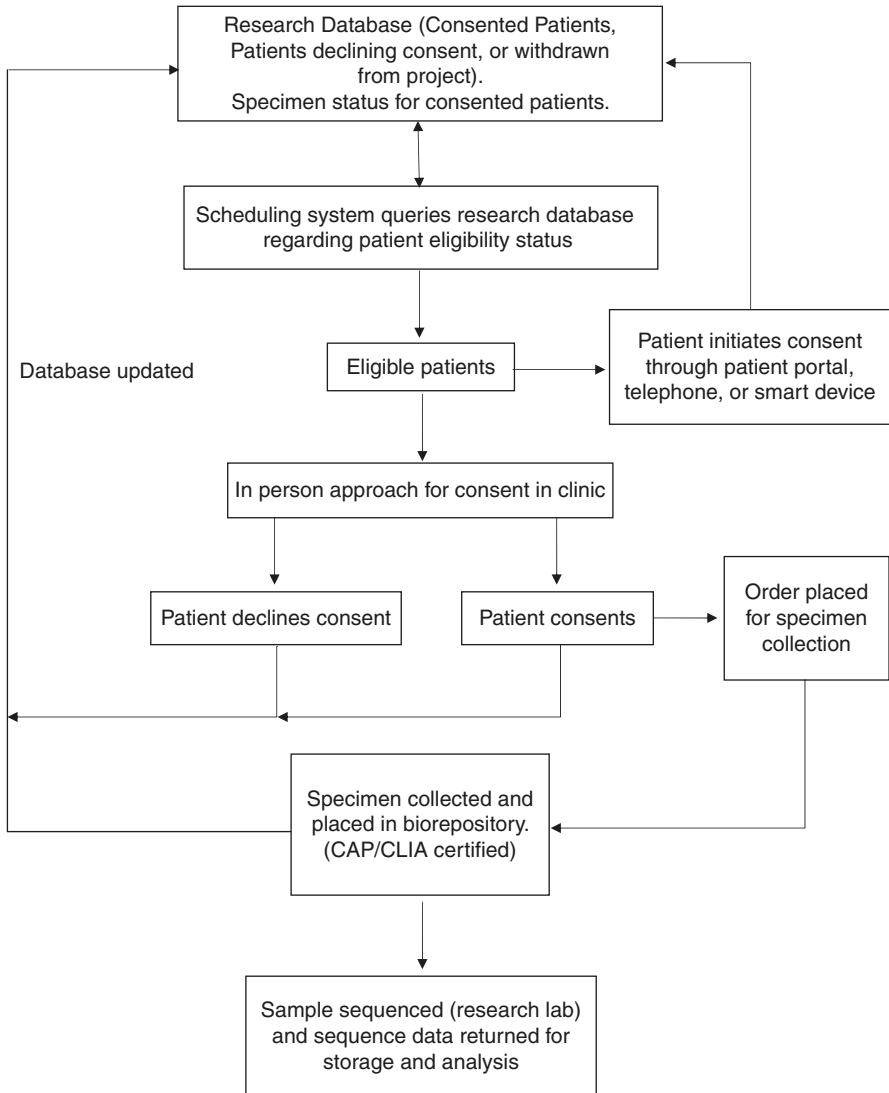 Research Database (Consented Patients,
Patients declining consent, or withdrawn
from project).
Specimen status for consented patients.
Scheduling system queries research database
regarding patient eligibility status
Database updated
Eligible patients
Patient initiates consent
through patient portal,
telephone, or smart device
In person approach for consent in clinic
Patient declines consent
Patient consents
Order placed
for specimen
collection
Specimen collected and
placed in biorepository.
(CAP/CLIA certified)
Sample sequenced (research lab)
and sequence data returned for
storage and analysis